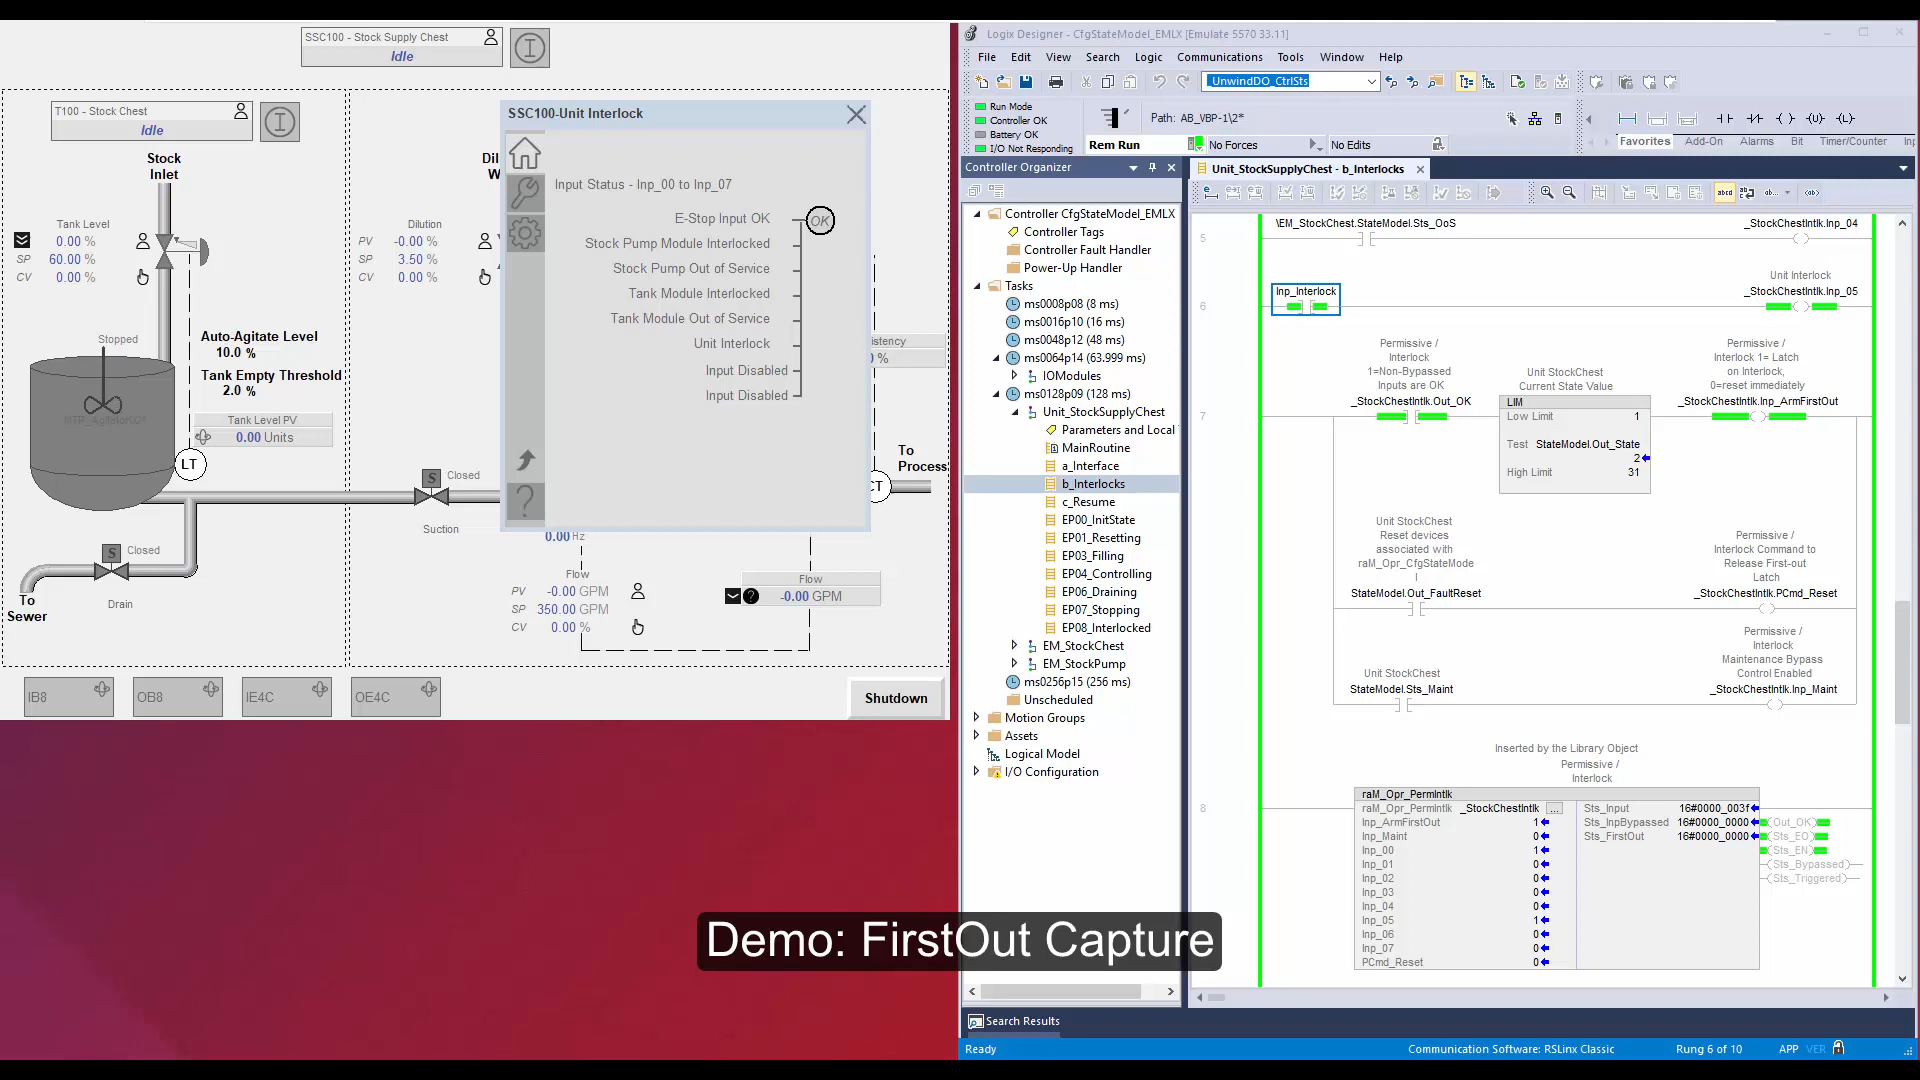 SSC100 - Stock Supply Chest
Idle
T100 - Stock Chest
Idle
Stock
Inlet
Tank Level
0.00 %
SP 60.00 %
CV 0.00 %
Dilution
PV -0.00 %
SP 3.50 %
CV 0.00 %
Stopped
Auto-Agitate Level
10.0 %
Tank Empty Threshold
2.0 %
Tank Level PV
0.00 Units
LT
S Closed
Suction
S Closed
Drain
To
Sewer
SSC100-Unit Interlock
Input Status - Inp_00 to Inp_07
E-Stop Input OK
OK
Stock Pump Module Interlocked
Stock Pump Out of Service
Tank Module Interlocked
Tank Module Out of Service
Unit Interlock
Input Disabled
Input Disabled
?
To
Process
0.00 Hz
Flow
PV -0.00 GPM
SP 350.00 GPM
CV 0.00 %
Flow
-0.00 GPM
IB8
OB8
IE4C
OE4C
Shutdown
Demo: FirstOut Capture
Logix Designer - CfgStateModel_EMLX [Emulate 5570 33.11]
File Edit View Search Logic Communications Tools Window Help
_UnwindDO_CtrlSts
Run Mode
Controller OK
Battery OK
I/O Not Responding
Path: AB_VBP-1\2*
Rem Run
No Forces
No Edits
Favorites Add-On Alarms Bit Timer/Counter
Controller Organizer
Controller CfgStateModel_EMLX
Controller Tags
Controller Fault Handler
Power-Up Handler
Tasks
ms0008p08 (8 ms)
ms0016p10 (16 ms)
ms0048p12 (48 ms)
ms0064p14 (63.999 ms)
IOModules
ms0128p09 (128 ms)
Unit_StockSupplyChest
Parameters and Local
MainRoutine
a_Interface
b_Interlocks
c_Resume
EP00_InitState
EP01_Resetting
EP03_Filling
EP04_Controlling
EP06_Draining
EP07_Stopping
EP08_Interlocked
EM_StockChest
EM_StockPump
ms0256p15 (256 ms)
Unscheduled
Motion Groups
Assets
Logical Model
I/O Configuration
Search Results
Unit_StockSupplyChest - b_Interlocks
5
\EM_StockChest.StateModel.Sts_OoS
_StockChestIntlk.Inp_04
6
Inp_Interlock
Unit Interlock
_StockChestIntlk.Inp_05
7
Permissive /
Interlock
1=Non-Bypassed
Inputs are OK
_StockChestIntlk.Out_OK
Unit StockChest
Current State Value
LIM
Low Limit 1
Test StateModel.Out_State
2
High Limit 31
Permissive /
Interlock 1= Latch
on Interlock,
0=reset immediately
_StockChestIntlk.Inp_ArmFirstOut
Unit StockChest
Reset devices
associated with
raM_Opr_CfgStateMode
l
StateModel.Out_FaultReset
Permissive /
Interlock Command to
Release First-out
Latch
_StockChestIntlk.PCmd_Reset
Unit StockChest
StateModel.Sts_Maint
Permissive /
Interlock
Maintenance Bypass
Control Enabled
_StockChestIntlk.Inp_Maint
8
Inserted by the Library Object
Permissive /
Interlock
raM_Opr_PermIntlk
raM_Opr_PermIntlk _StockChestIntlk ...
Inp_ArmFirstOut 1
Inp_Maint 0
Inp_00 1
Inp_01 0
Inp_02 0
Inp_03 0
Inp_04 0
Inp_05 1
Inp_06 0
Inp_07 0
PCmd_Reset 0
Sts_Input 16#0000_003f
Sts_InpBypassed 16#0000_0000
Sts_FirstOut 16#0000_0000
Out_OK
Sts_EO
Sts_EN
Sts_Bypassed
Sts_Triggered
Ready
Communication Software: RSLinx Classic
Rung 6 of 10
APP VER